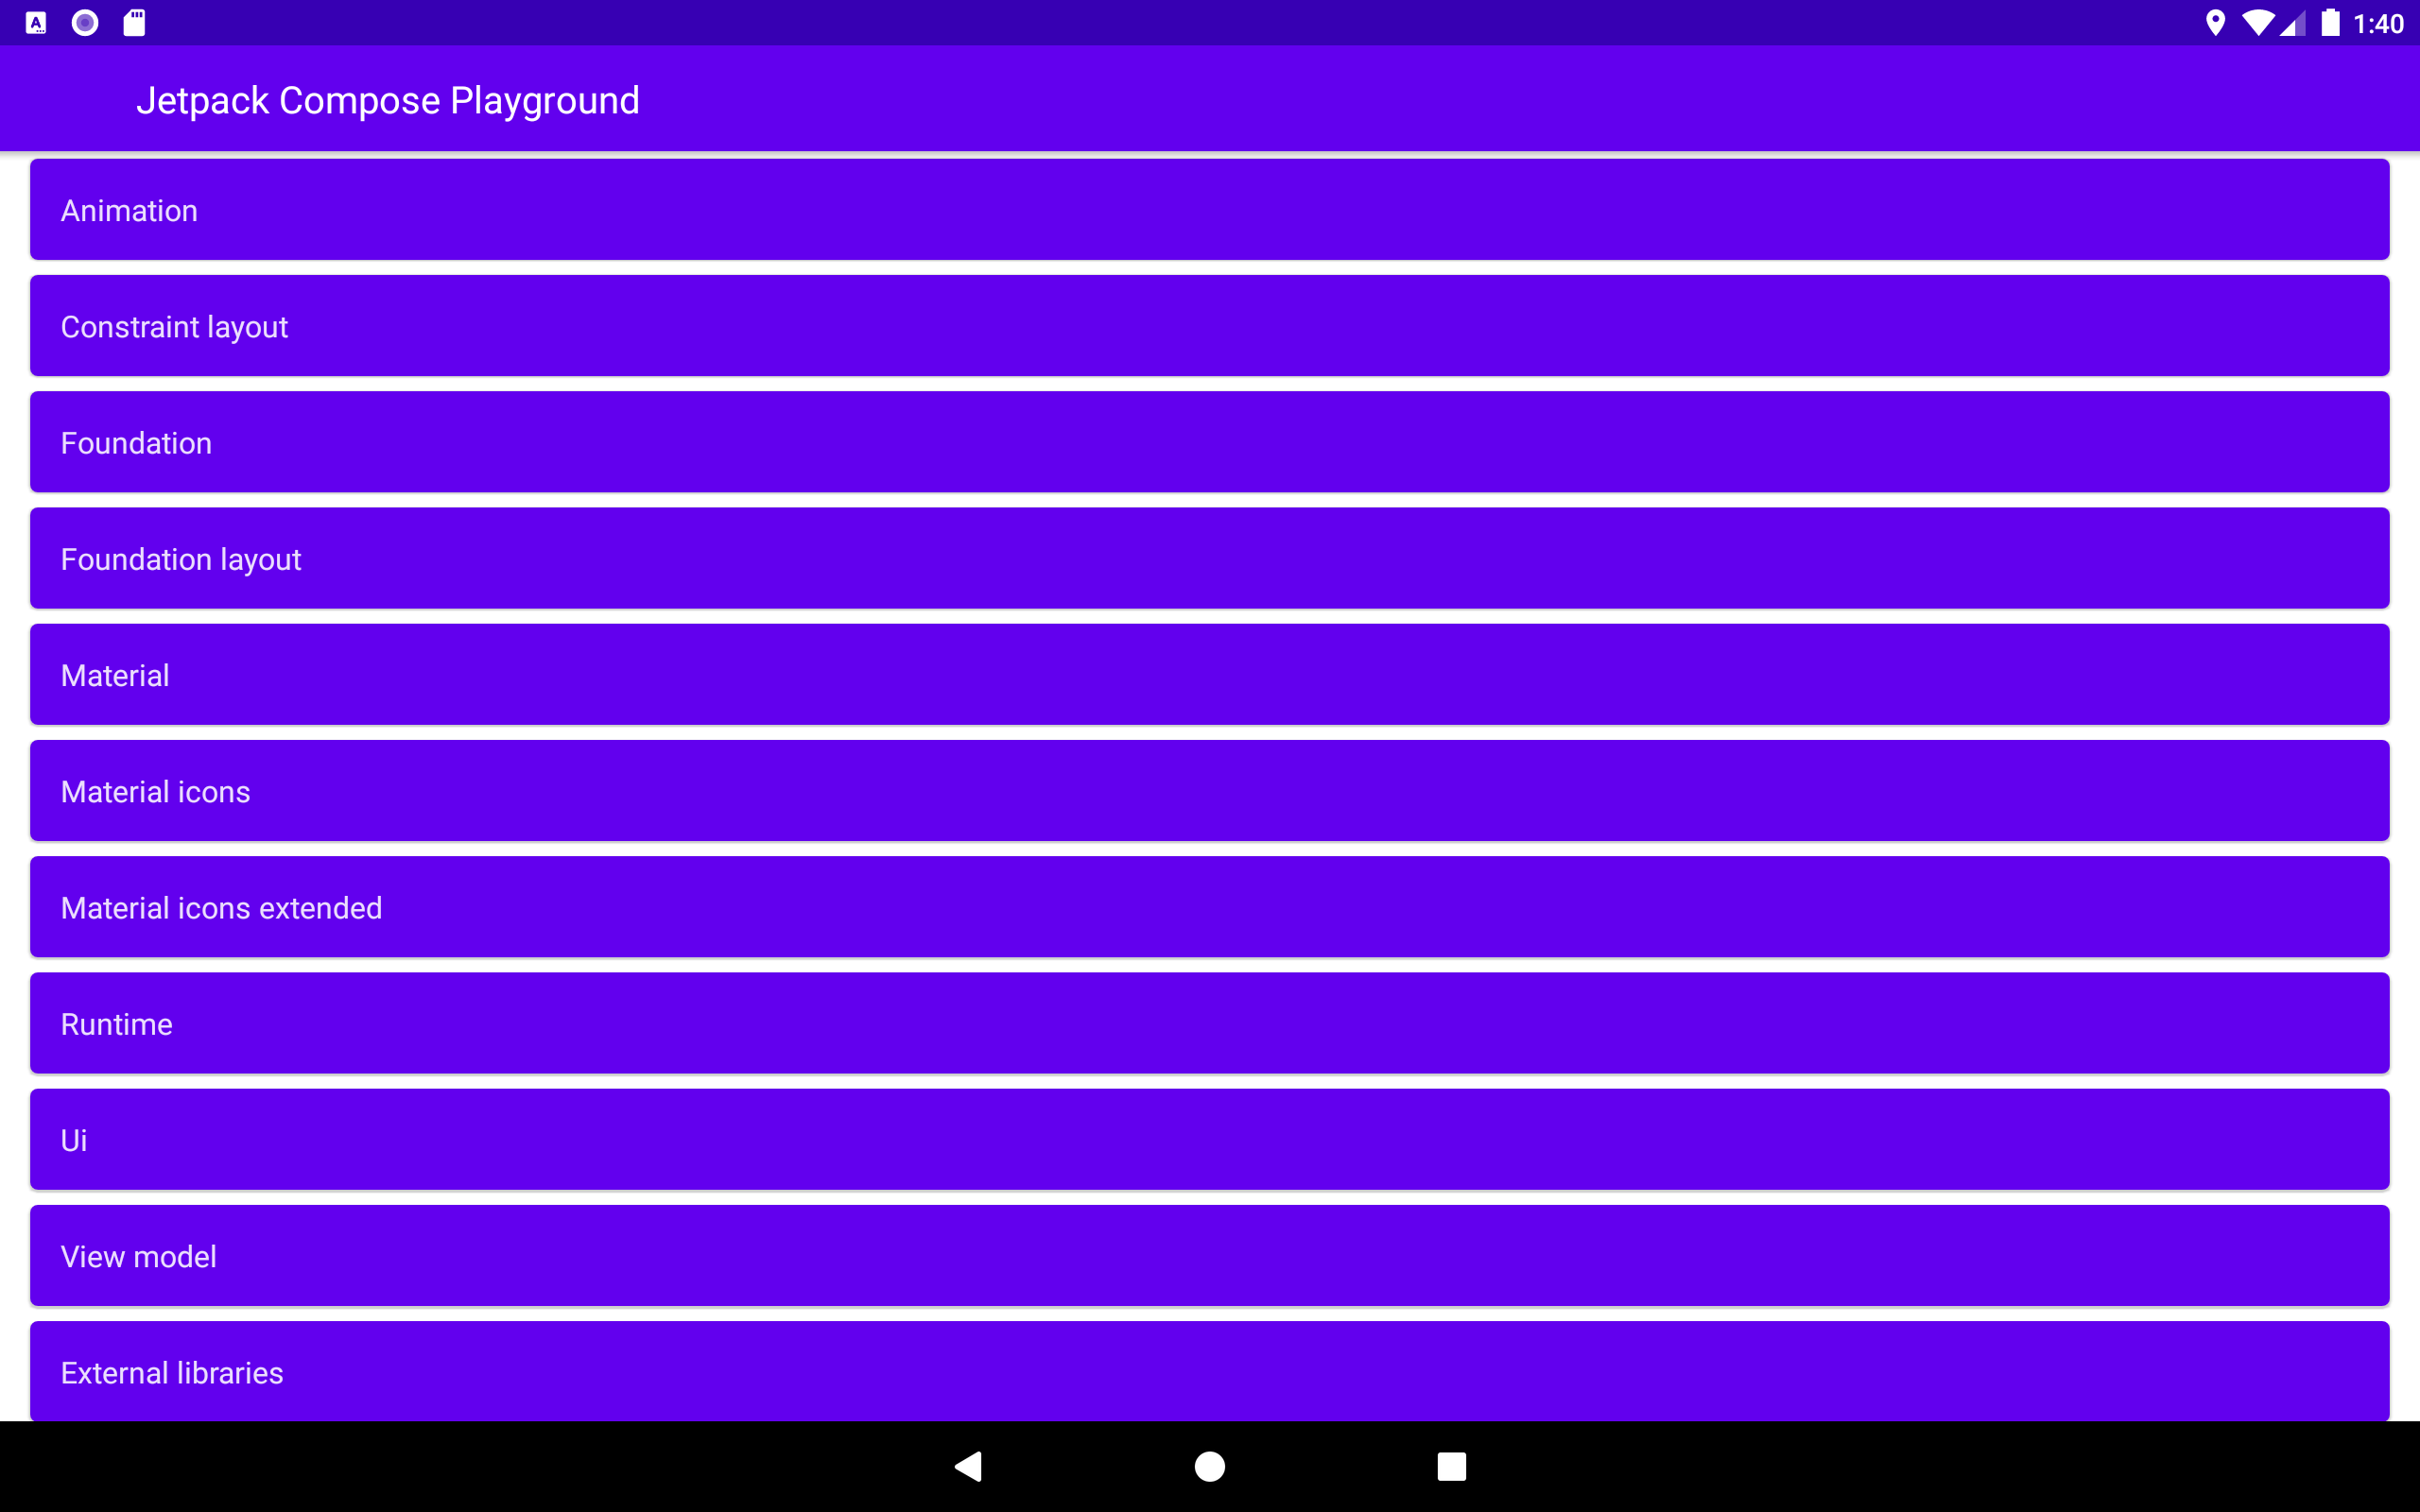 1:40
Jetpack Compose Playground
Animation
Constraint layout
Foundation
Foundation layout
Material
Material icons
Material icons extended
Runtime
Ui
View model
External libraries